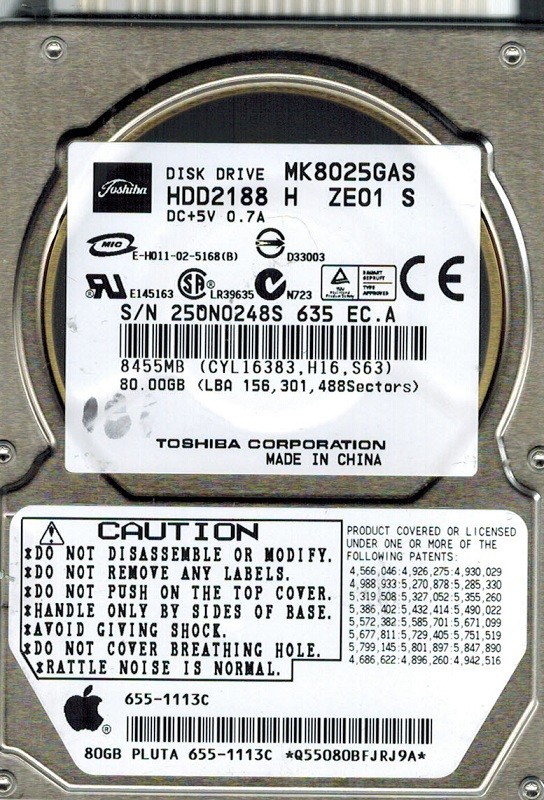 Toshiba
DISK DRIVE MK8025GAS
HDD2188 H ZE01 S
DC+5V 0.7A
MIC E-H011-02-5168(B) D33003
E145163 SA LR39635 N723 TYPE APPROVED CE
S/N 250N0248S 635 EC.A
8455MB (CYL16383,H16,S63)
80.00GB (LBA 156,301,488Sectors)
TOSHIBA CORPORATION
MADE IN CHINA
CAUTION
*DO NOT DISASSEMBLE OR MODIFY.
*DO NOT REMOVE ANY LABELS.
*DO NOT PUSH ON THE TOP COVER.
*HANDLE ONLY BY SIDES OF BASE.
*AVOID GIVING SHOCK.
*DO NOT COVER BREATHING HOLE.
*RATTLE NOISE IS NORMAL.
PRODUCT COVERED OR LICENSED
UNDER ONE OR MORE OF THE
FOLLOWING PATENTS:
4,566,046:4,926,275:4,930,029
4,988,933:5,270,878:5,285,330
5,319,508:5,327,052:5,355,260
5,386,402:5,432,414:5,490,022
5,572,382:5,585,701:5,671,099
5,677,811:5,729,405:5,751,519
5,799,145:5,801,897:5,847,890
4,686,622:4,896,260:4,942,516
655-1113C
80GB PLUTA 655-1113C *Q55080BFJRJ9A*